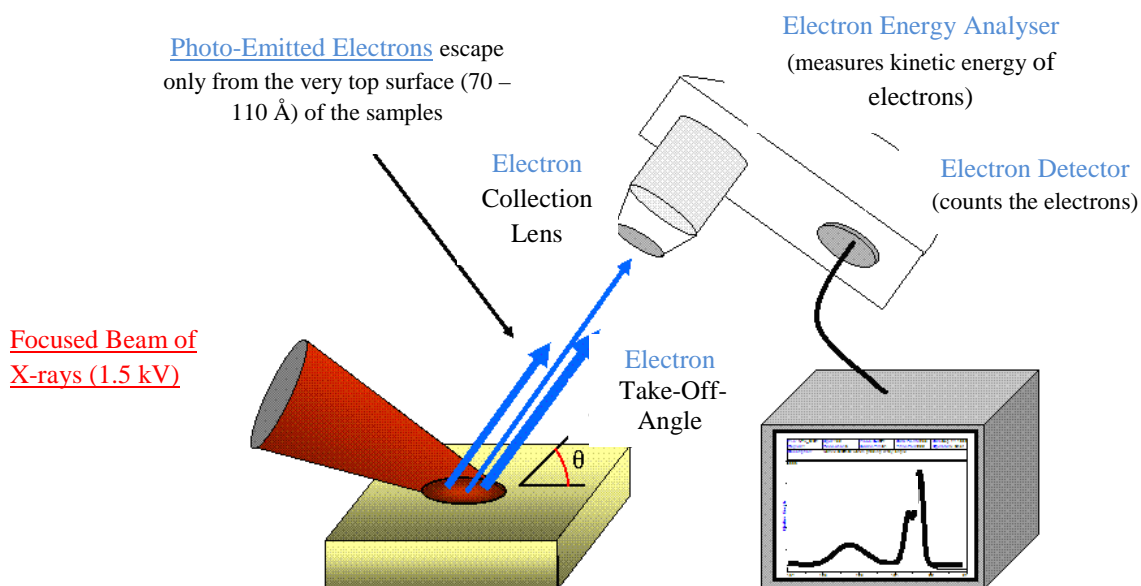 Photo-Emitted Electrons escape
only from the very top surface (70 –
110 Å) of the samples
Electron Energy Analyser
(measures kinetic energy of
electrons)
Electron
Collection
Lens
Electron Detector
(counts the electrons)
Focused Beam of
X-rays (1.5 kV)
Electron
Take-Off-
Angle
θ